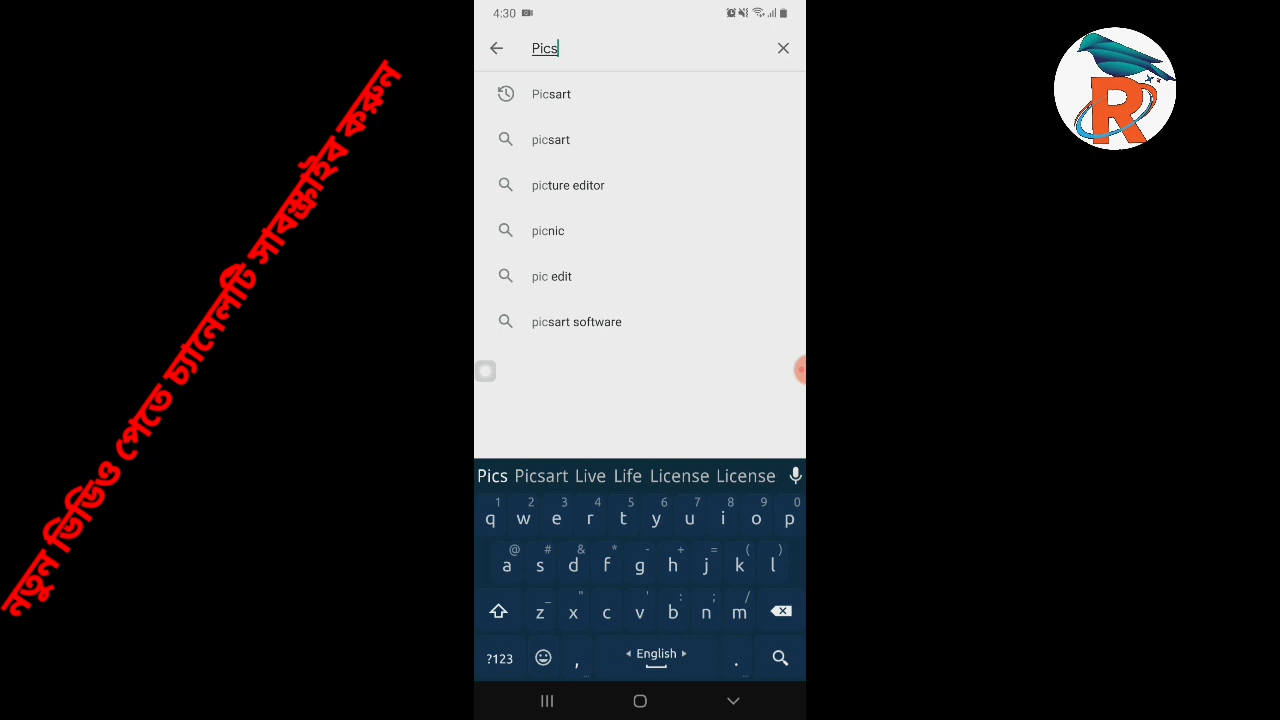 4:30
Pics
Picsart
picsart
picture editor
picnic
pic edit
picsart software
নতুন ভিডিও পেতে চ্যানেলটি সাবস্ক্রাইব করুন
R
Pics Picsart Live Life License License
1 2 3 4 5 6 7 8 9 0
q w e r t y u i o p
@ # & * - + = ( )
a s d f g h j k l
_ " ' : ; /
z x c v b n m
?123 , English .